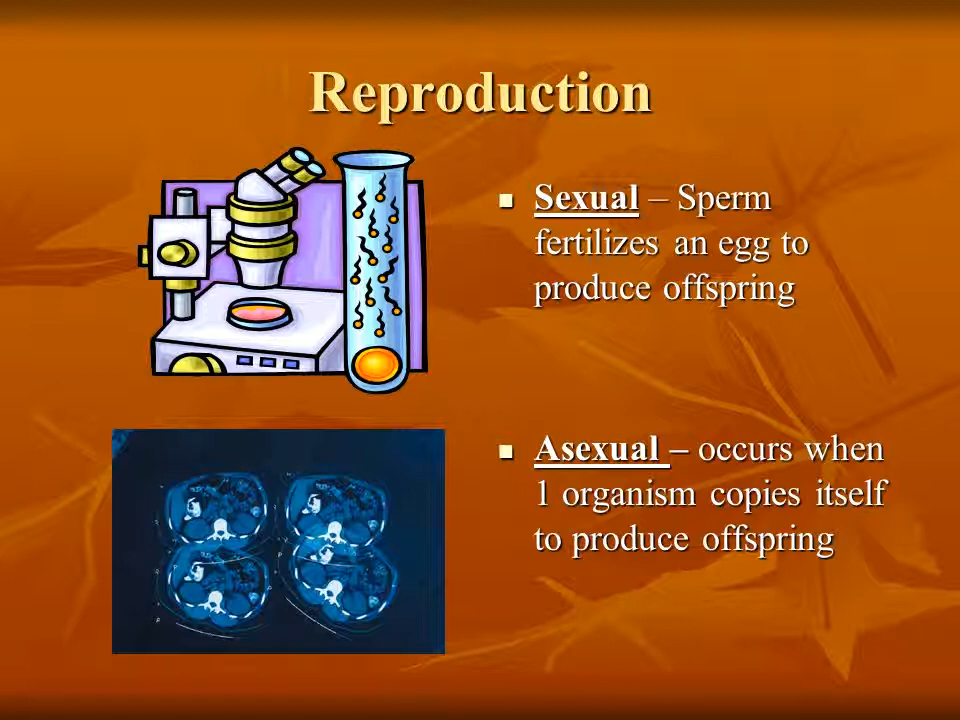 Reproduction
Sexual – Sperm
fertilizes an egg to
produce offspring
Asexual – occurs when
1 organism copies itself
to produce offspring